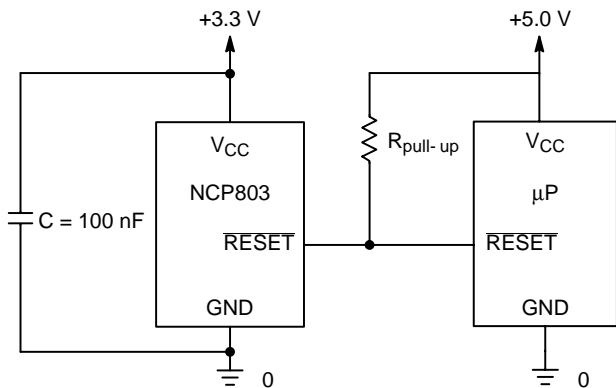 +3.3 V
+5.0 V
VCC
NCP803
RESET
GND
C = 100 nF
0
Rpull- up
VCC
μP
RESET
GND
0